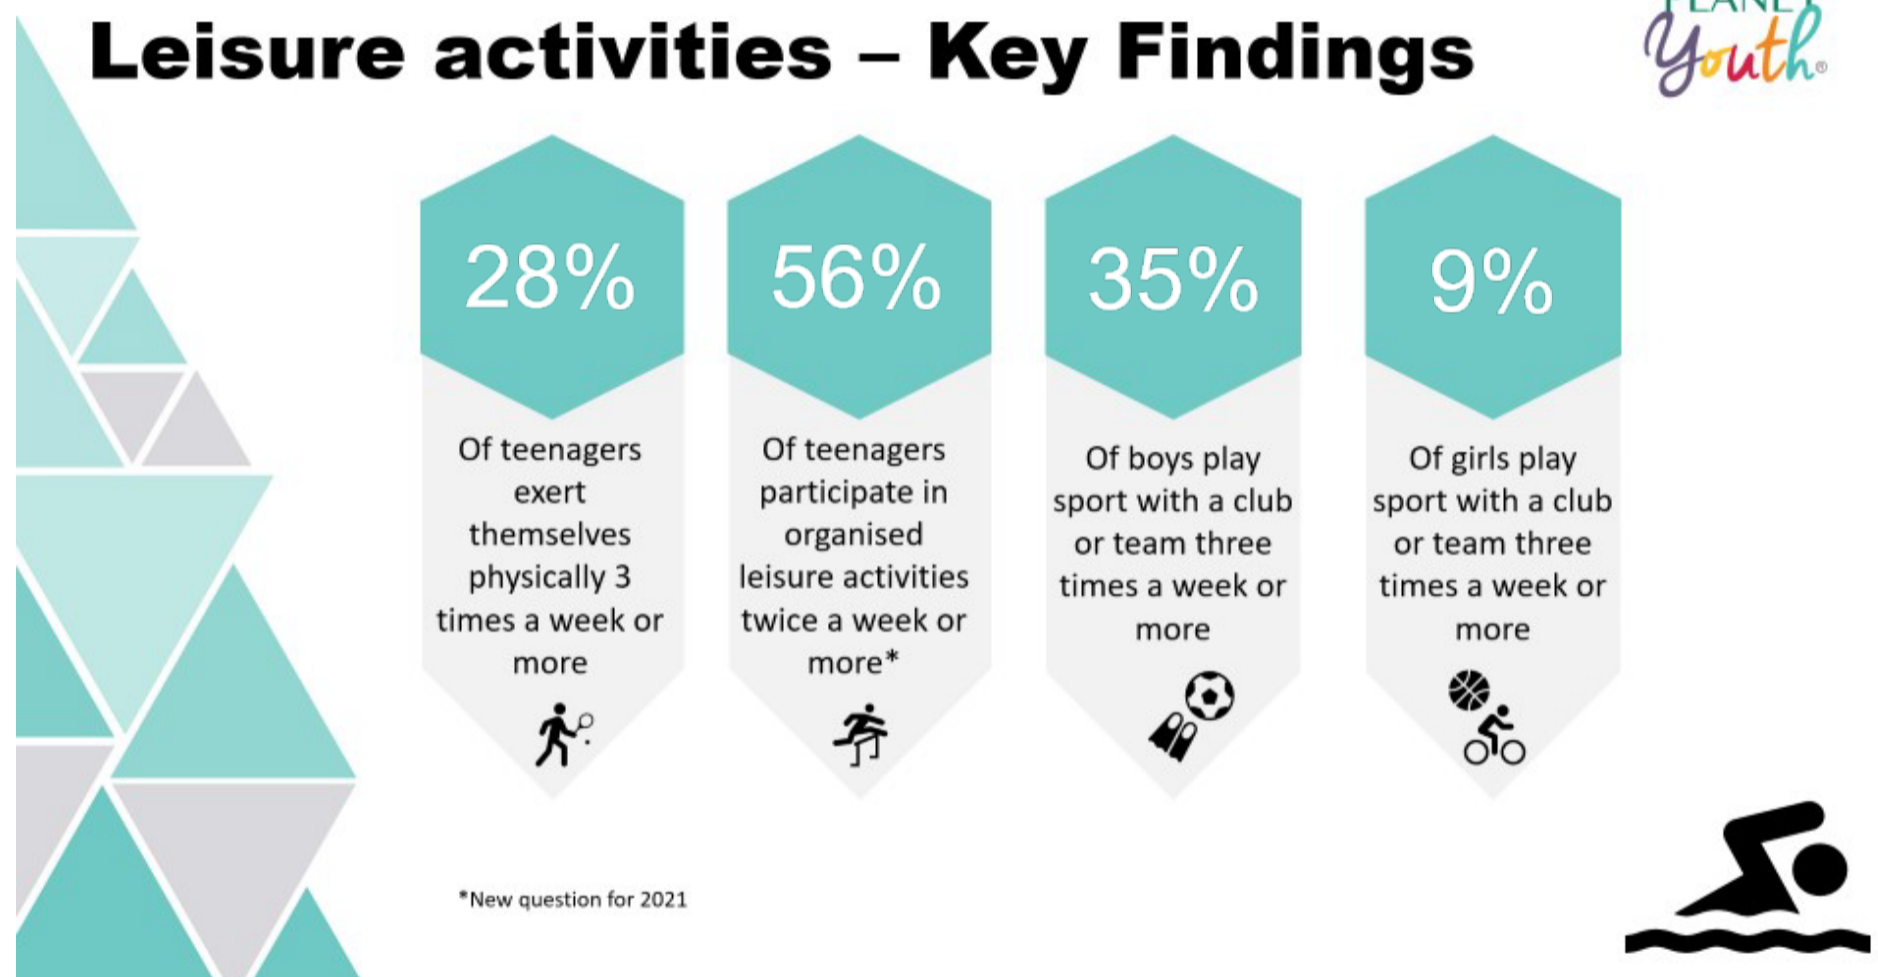 Leisure activities – Key Findings
PLANET
Youth®
28%
Of teenagers
exert
themselves
physically 3
times a week or
more
56%
Of teenagers
participate in
organised
leisure activities
twice a week or
more*
35%
Of boys play
sport with a club
or team three
times a week or
more
9%
Of girls play
sport with a club
or team three
times a week or
more
*New question for 2021